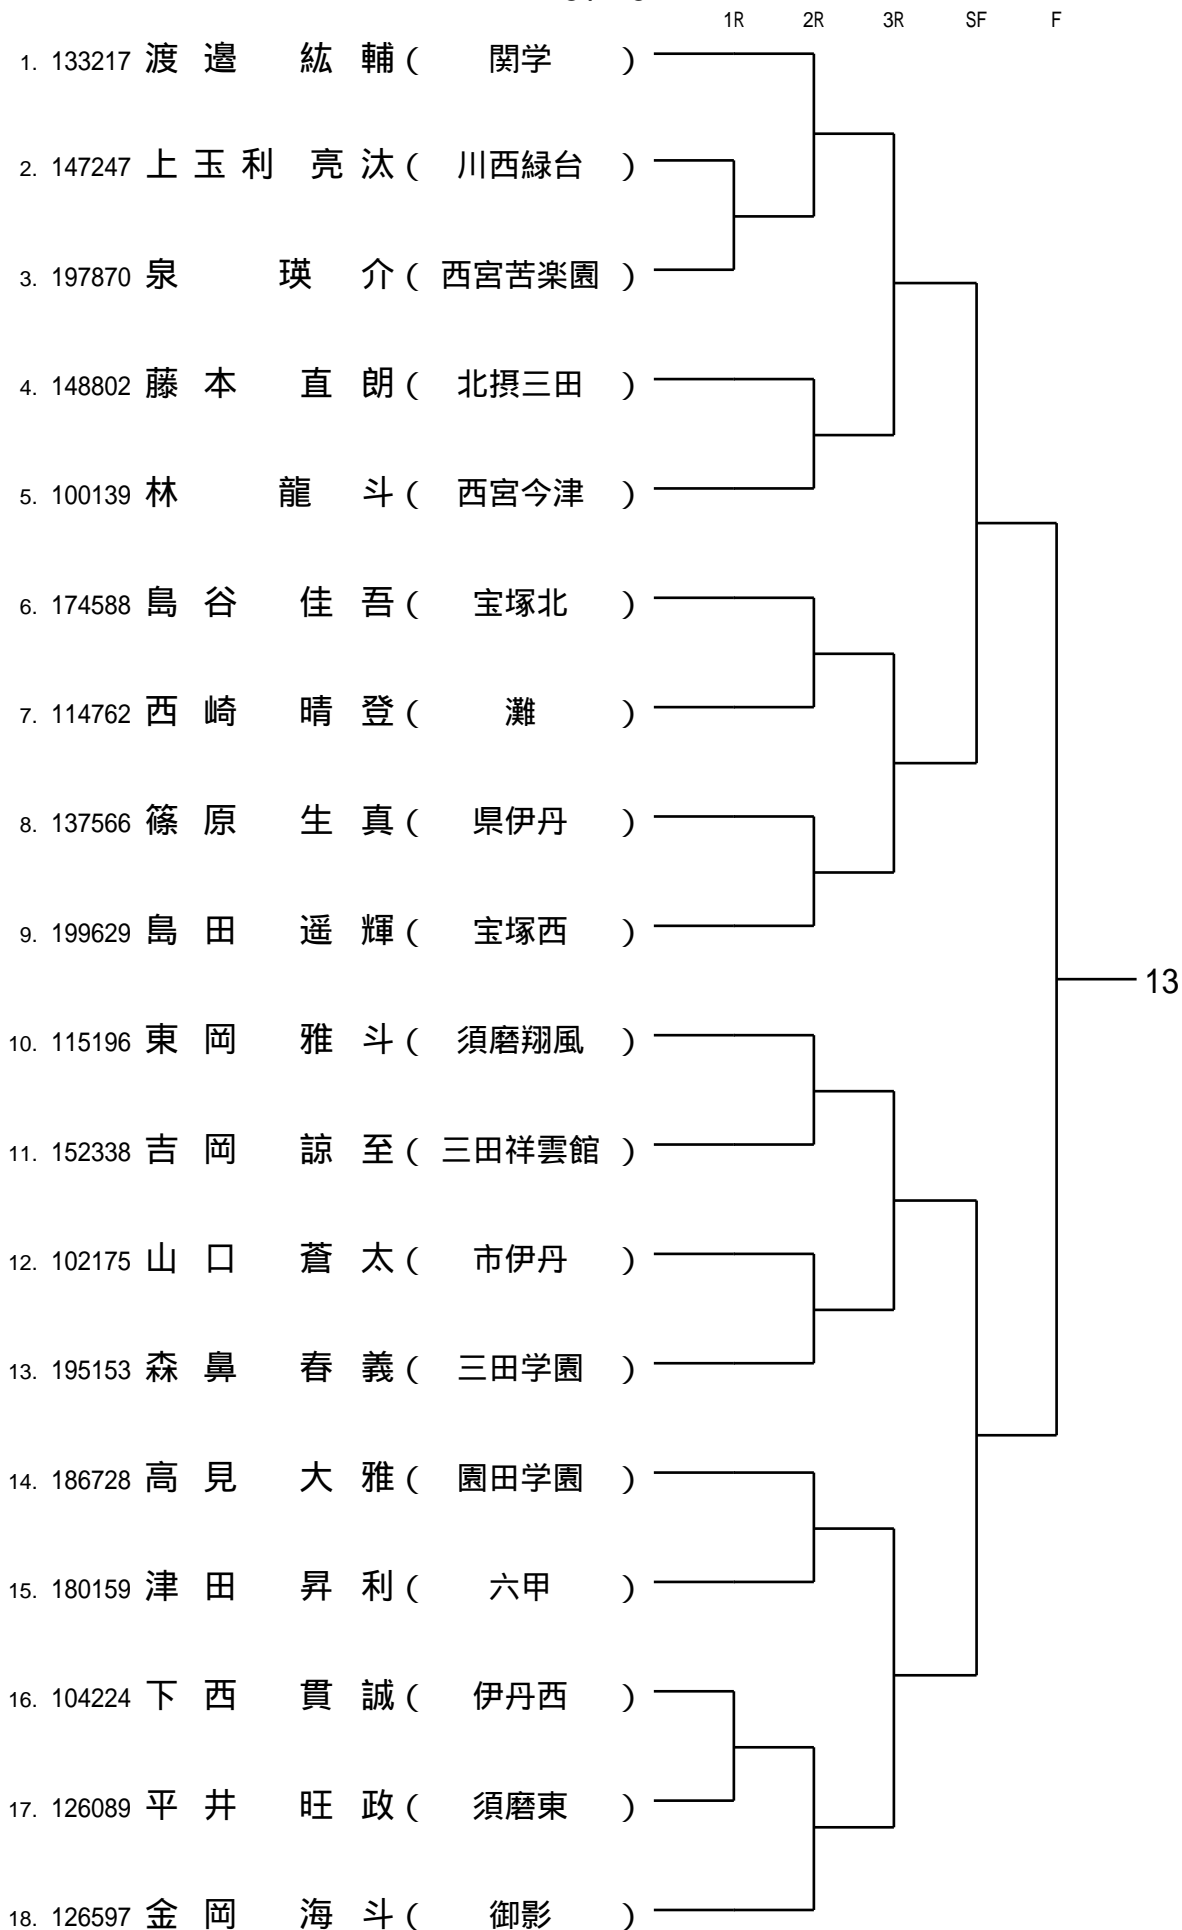 1R 2R 3R SF F
1. 133217 渡邉 紘輔 ( 関学 )
2. 147247 上玉利 亮汰 ( 川西緑台 )
3. 197870 泉 瑛介 ( 西宮苦楽園 )
4. 148802 藤本 直朗 ( 北摂三田 )
5. 100139 林 龍斗 ( 西宮今津 )
6. 174588 島谷 佳吾 ( 宝塚北 )
7. 114762 西崎 晴登 ( 灘 )
8. 137566 篠原 生真 ( 県伊丹 )
9. 199629 島田 遥輝 ( 宝塚西 )
13
10. 115196 東岡 雅斗 ( 須磨翔風 )
11. 152338 吉岡 諒至 ( 三田祥雲館 )
12. 102175 山口 蒼太 ( 市伊丹 )
13. 195153 森鼻 春義 ( 三田学園 )
14. 186728 高見 大雅 ( 園田学園 )
15. 180159 津田 昇利 ( 六甲 )
16. 104224 下西 貫誠 ( 伊丹西 )
17. 126089 平井 旺政 ( 須磨東 )
18. 126597 金岡 海斗 ( 御影 )